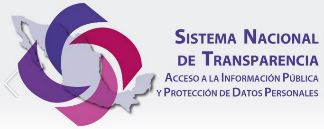 SISTEMA NACIONAL
DE TRANSPARENCIA
ACCESO A LA INFORMACIÓN PÚBLICA
Y PROTECCIÓN DE DATOS PERSONALES